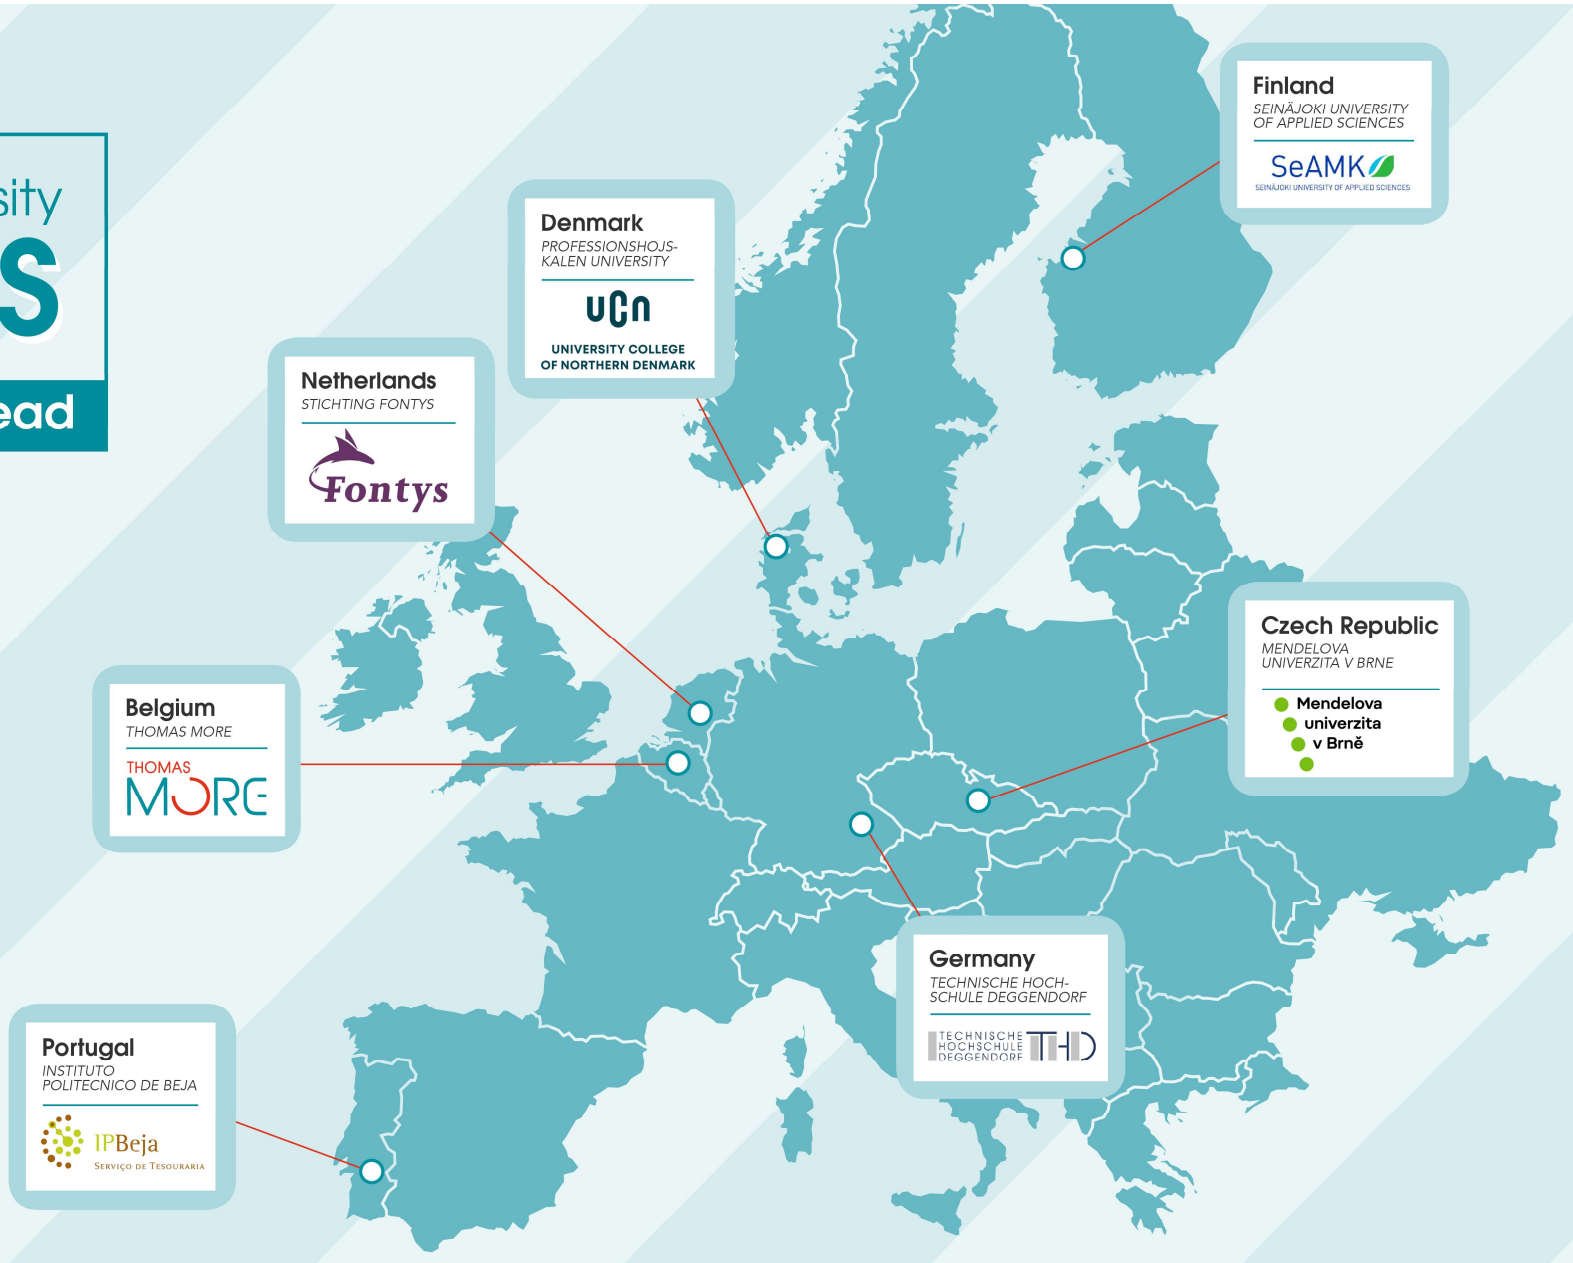 sity
S
ead
Finland
SEINÄJOKI UNIVERSITY
OF APPLIED SCIENCES
SeAMK
SEINÄJOKI UNIVERSITY OF APPLIED SCIENCES
Denmark
PROFESSIONSHOJS-
KALEN UNIVERSITY
UCN
UNIVERSITY COLLEGE
OF NORTHERN DENMARK
Netherlands
STICHTING FONTYS
Fontys
Czech Republic
MENDELOVA
UNIVERZITA V BRNE
Mendelova
univerzita
v Brně
Belgium
THOMAS MORE
THOMAS
MORE
Germany
TECHNISCHE HOCH-
SCHULE DEGGENDORF
TECHNISCHE
HOCHSCHULE
DEGGENDORF
THD
Portugal
INSTITUTO
POLITECNICO DE BEJA
IPBeja
SERVIÇO DE TESOURARIA